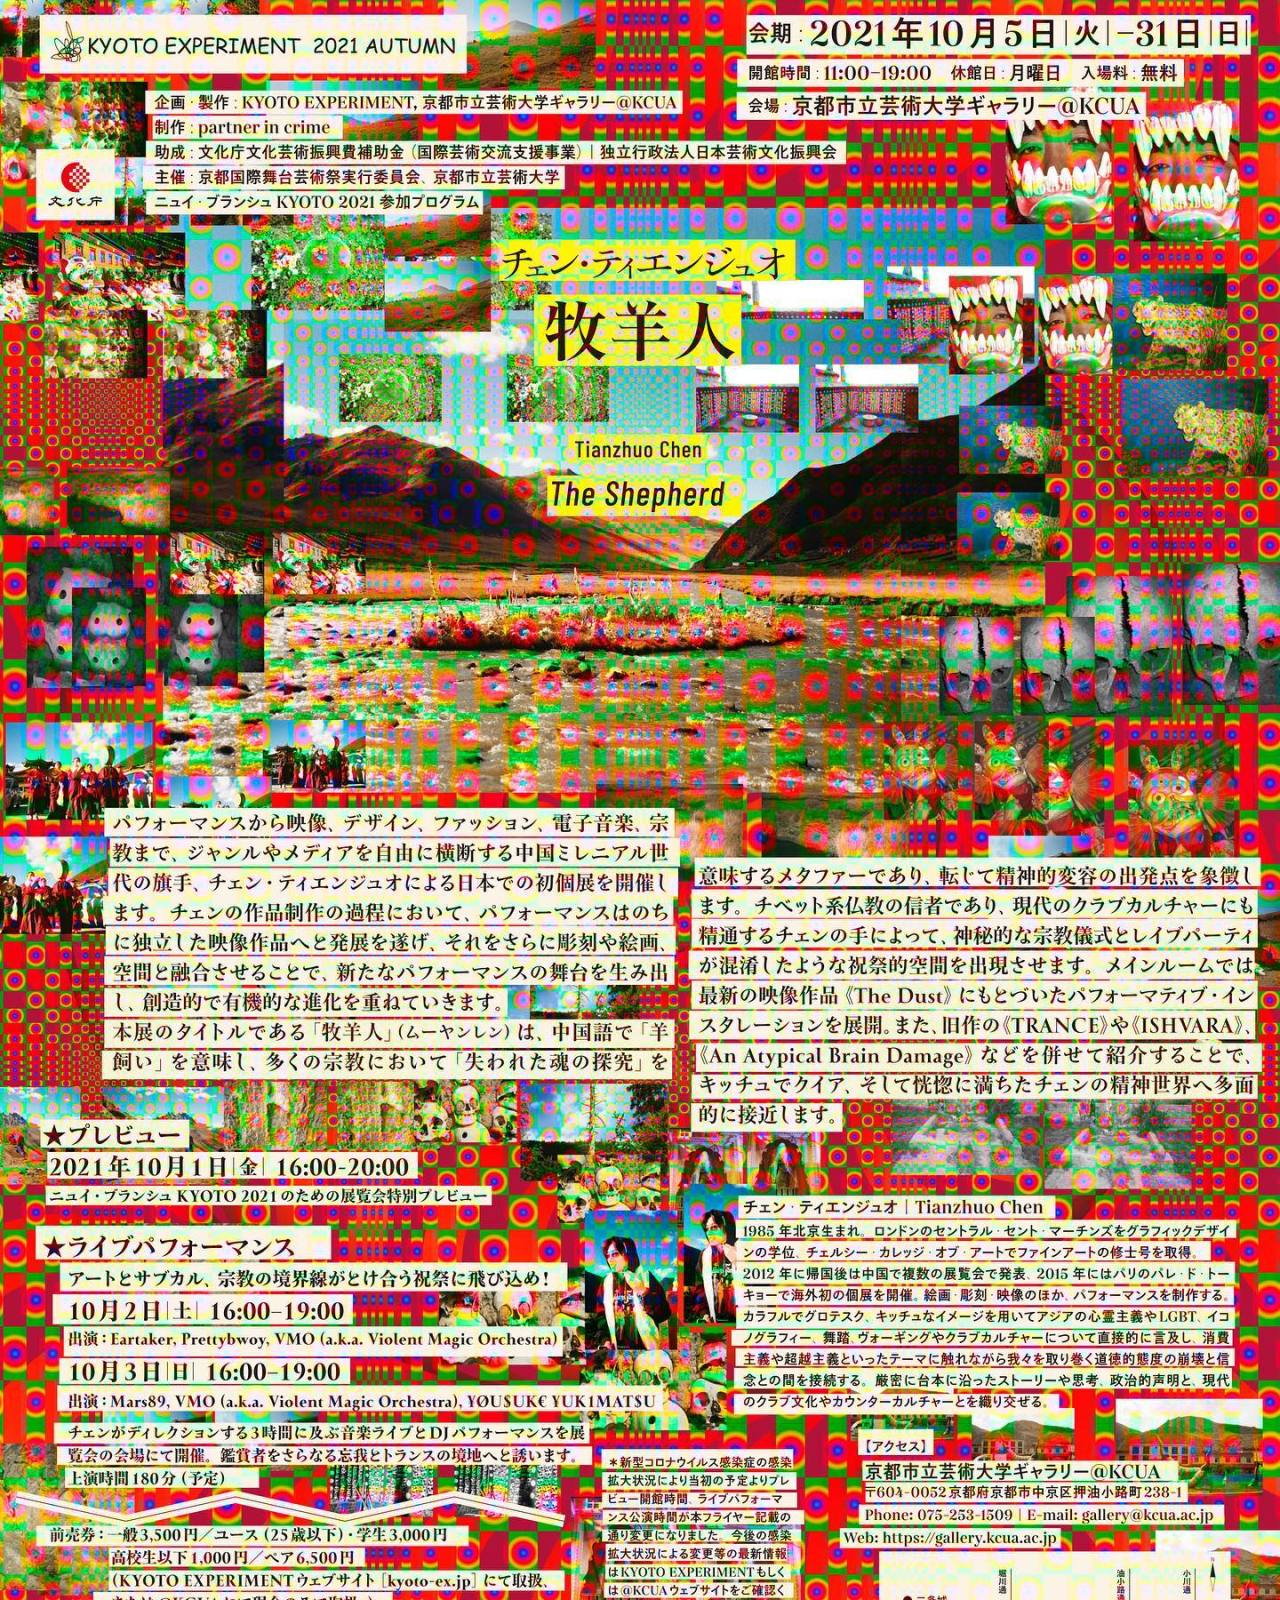 KYOTO EXPERIMENT 2021 AUTUMN
会期：2021年10月5日|火|−31日|日|
開館時間：11:00−19:00　休館日：月曜日　入場料：無料
会場：京都市立芸術大学ギャラリー@KCUA
企画・製作：KYOTO EXPERIMENT, 京都市立芸術大学ギャラリー@KCUA
制作：partner in crime
助成：文化庁文化芸術振興費補助金（国際芸術交流支援事業）｜独立行政法人日本芸術文化振興会
主催：京都国際舞台芸術祭実行委員会、京都市立芸術大学
ニュイ・ブランシュ KYOTO 2021 参加プログラム
文化庁
チェン・ティエンジュオ
牧羊人
Tianzhuo Chen
The Shepherd
パフォーマンスから映像、デザイン、ファッション、電子音楽、宗
教まで、ジャンルやメディアを自由に横断する中国ミレニアル世
代の旗手、チェン・ティエンジュオによる日本での初個展を開催し
ます。チェンの作品制作の過程において、パフォーマンスはのち
に独立した映像作品へと発展を遂げ、それをさらに彫刻や絵画、
空間と融合させることで、新たなパフォーマンスの舞台を生み出
し、創造的で有機的な進化を重ねていきます。
本展のタイトルである「牧羊人」（ムーヤンレン）は、中国語で「羊
飼い」を意味し、多くの宗教において「失われた魂の探究」を
意味するメタファーであり、転じて精神的変容の出発点を象徴し
ます。チベット系仏教の信者であり、現代のクラブカルチャーにも
精通するチェンの手によって、神秘的な宗教儀式とレイブパーティ
が混淆したような祝祭的空間を出現させます。メインルームでは
最新の映像作品《The Dust》にもとづいたパフォーマティブ・イン
スタレーションを展開。また、旧作の《TRANCE》や《ISHVARA》、
《An Atypical Brain Damage》などを併せて紹介することで、
キッチュでクィア、そして恍惚に満ちたチェンの精神世界へ多面
的に接近します。
★プレビュー
2021年10月1日|金| 16:00-20:00
ニュイ・ブランシュ KYOTO 2021のための展覧会特別プレビュー
★ライブパフォーマンス
アートとサブカル、宗教の境界線がとけ合う祝祭に飛び込め！
10月2日|土| 16:00−19:00
出演：Eartaker, Prettybwoy, VMO (a.k.a. Violent Magic Orchestra)
10月3日|日| 16:00−19:00
出演：Mars89, VMO (a.k.a. Violent Magic Orchestra), YØU$UK€ YUK1MAT$U
チェンがディレクションする3時間に及ぶ音楽ライブとDJパフォーマンスを展
覧会の会場にて開催。鑑賞者をさらなる忘我とトランスの境地へと誘います。
上演時間180分（予定）
前売券：一般3,500円／ユース（25歳以下）・学生3,000円
高校生以下1,000円／ペア6,500円
（KYOTO EXPERIMENTウェブサイト［kyoto-ex.jp］にて取扱、
チェン・ティエンジュオ｜Tianzhuo Chen
1985年北京生まれ。ロンドンのセントラル・セント・マーチンズをグラフィックデザイ
ンの学位、チェルシー・カレッジ・オブ・アートでファインアートの修士号を取得。
2012年に帰国後は中国で複数の展覧会で発表、2015年にはパリのパレ・ド・トー
キョーで海外初の個展を開催。絵画・彫刻・映像のほか、パフォーマンスを制作する。
カラフルでグロテスク、キッチュなイメージを用いてアジアの心霊主義やLGBT、イコ
ノグラフィー、舞踏、ヴォーギングやクラブカルチャーについて直接的に言及し、消費
主義や超越主義といったテーマに触れながら我々を取り巻く道徳的態度の崩壊と信
念との間を接続する。厳密に台本に沿ったストーリーや思考、政治的声明と、現代
のクラブ文化やカウンターカルチャーとを織り交ぜる。
＊新型コロナウイルス感染症の感染
拡大状況により当初の予定よりプレ
ビュー開館時間、ライブパフォーマ
ンス公演時間が本フライヤー記載の
通り変更になりました。今後の感染
拡大状況による変更等の最新情報
はKYOTO EXPERIMENTもしく
は@KCUAウェブサイトをご確認く
【アクセス】
京都市立芸術大学ギャラリー@KCUA
〒604-0052京都府京都市中京区押油小路町238-1
Phone: 075-253-1509｜E-mail: gallery@kcua.ac.jp
Web: https://gallery.kcua.ac.jp
堀川通
油小路通
小川通